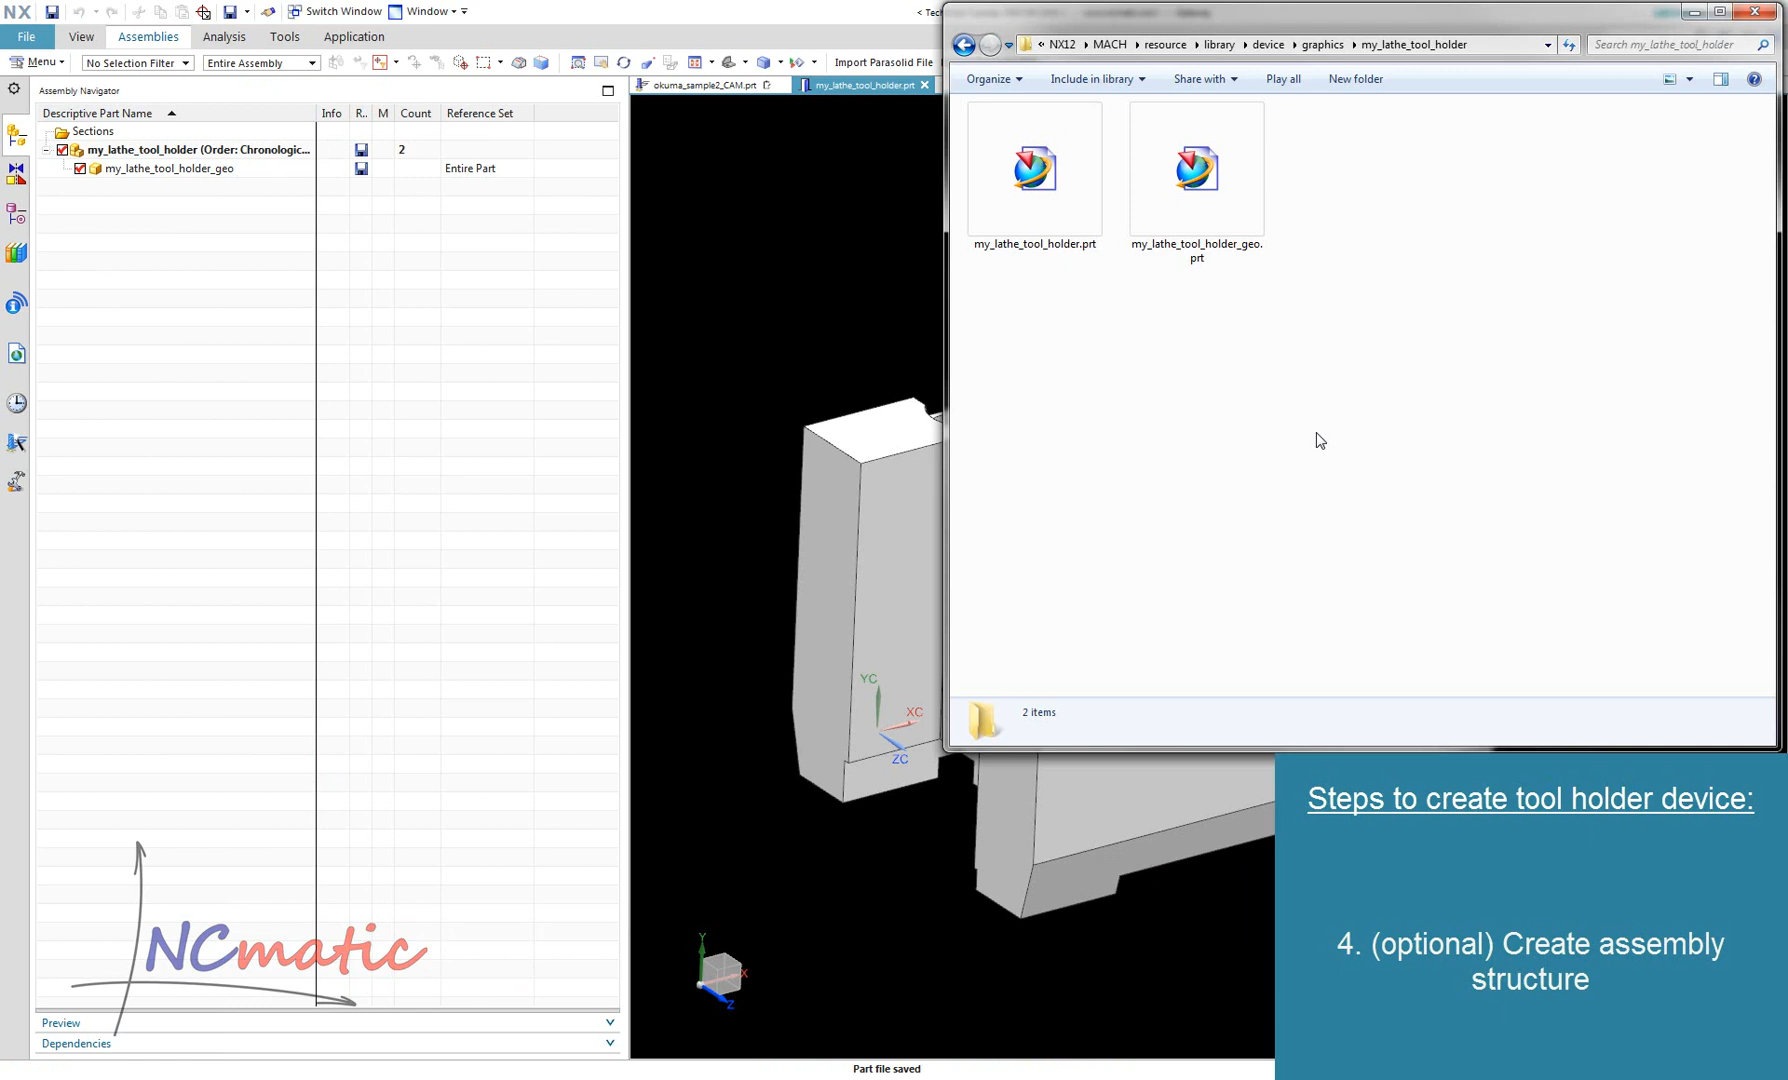 NX
Switch Window
Window
File
View
Assemblies
Analysis
Tools
Application
Menu
No Selection Filter
Entire Assembly
Import Parasolid File
Assembly Navigator
Descriptive Part Name
Info
R..
M
Count
Reference Set
Sections
my_lathe_tool_holder (Order: Chronologic...
2
my_lathe_tool_holder_geo
Entire Part
Preview
Dependencies
NCmatic
okuma_sample2_CAM.prt
my_lathe_tool_holder.prt
YC
XC
ZC
Y
X
Z
Part file saved
« NX12 MACH resource library device graphics my_lathe_tool_holder
Search my_lathe_tool_holder
Organize
Include in library
Share with
Play all
New folder
my_lathe_tool_holder.prt
my_lathe_tool_holder_geo.
prt
2 items
Steps to create tool holder device:
4. (optional) Create assembly
structure